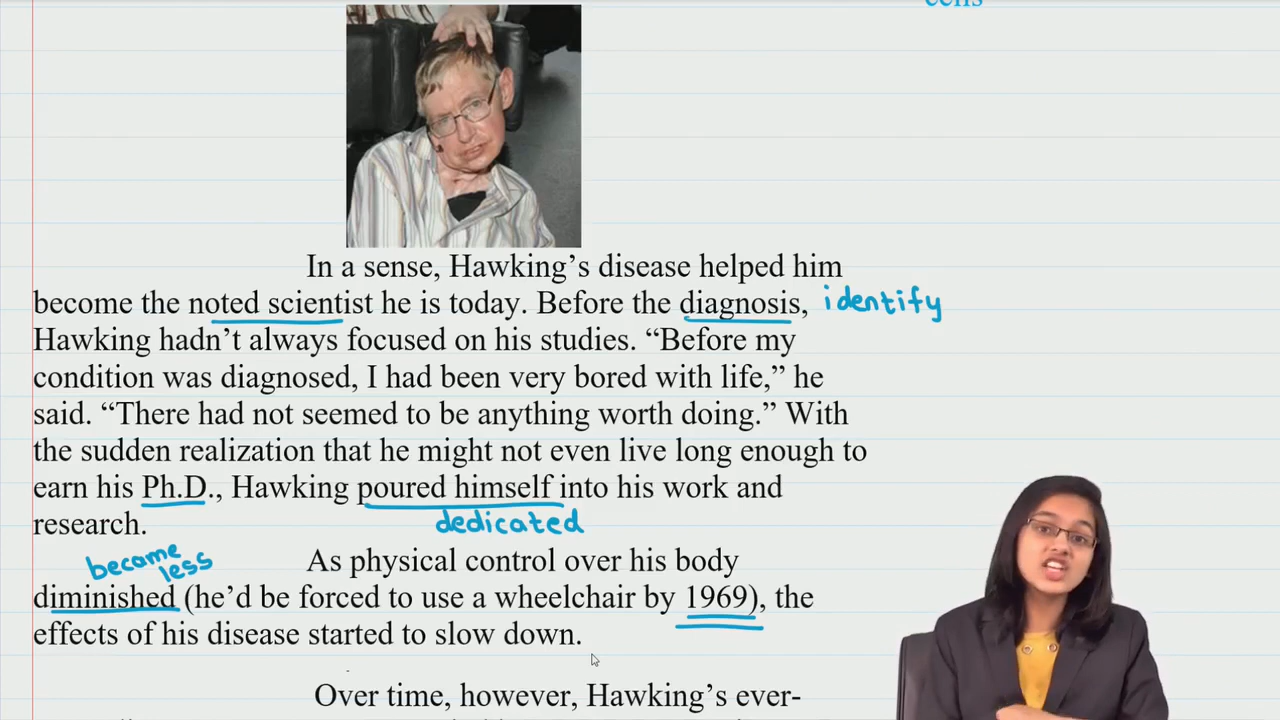 cells
In a sense, Hawking’s disease helped him
become the noted scientist he is today. Before the diagnosis, identify
Hawking hadn’t always focused on his studies. “Before my
condition was diagnosed, I had been very bored with life,” he
said. “There had not seemed to be anything worth doing.” With
the sudden realization that he might not even live long enough to
earn his Ph.D., Hawking poured himself into his work and
research.
dedicated
became
less
As physical control over his body
diminished (he’d be forced to use a wheelchair by 1969), the
effects of his disease started to slow down.
Over time, however, Hawking’s ever-